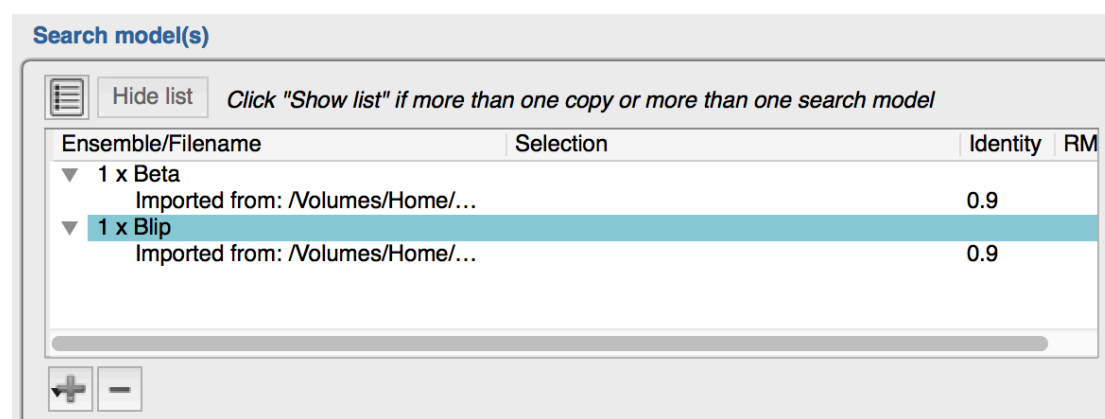 Search model(s)
Hide list Click "Show list" if more than one copy or more than one search model
Ensemble/Filename Selection Identity RM
1 x Beta
Imported from: /Volumes/Home/… 0.9
1 x Blip
Imported from: /Volumes/Home/… 0.9